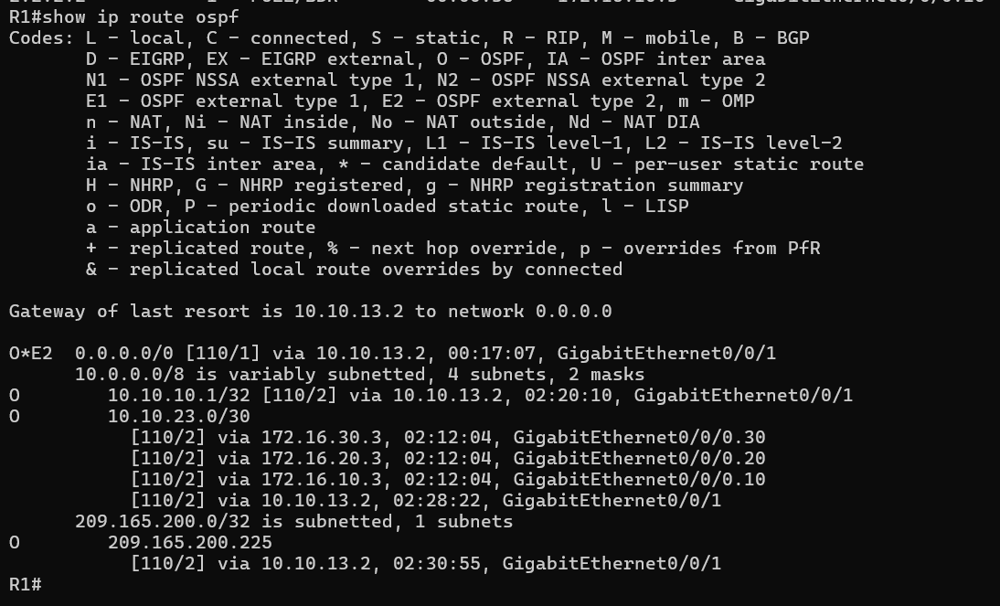 R1#show ip route ospf
Codes: L - local, C - connected, S - static, R - RIP, M - mobile, B - BGP
       D - EIGRP, EX - EIGRP external, O - OSPF, IA - OSPF inter area
       N1 - OSPF NSSA external type 1, N2 - OSPF NSSA external type 2
       E1 - OSPF external type 1, E2 - OSPF external type 2, m - OMP
       n - NAT, Ni - NAT inside, No - NAT outside, Nd - NAT DIA
       i - IS-IS, su - IS-IS summary, L1 - IS-IS level-1, L2 - IS-IS level-2
       ia - IS-IS inter area, * - candidate default, U - per-user static route
       H - NHRP, G - NHRP registered, g - NHRP registration summary
       o - ODR, P - periodic downloaded static route, l - LISP
       a - application route
       + - replicated route, % - next hop override, p - overrides from PfR
       & - replicated local route overrides by connected

Gateway of last resort is 10.10.13.2 to network 0.0.0.0

O*E2  0.0.0.0/0 [110/1] via 10.10.13.2, 00:17:07, GigabitEthernet0/0/1
      10.0.0.0/8 is variably subnetted, 4 subnets, 2 masks
O        10.10.10.1/32 [110/2] via 10.10.13.2, 02:20:10, GigabitEthernet0/0/1
O        10.10.23.0/30
           [110/2] via 172.16.30.3, 02:12:04, GigabitEthernet0/0/0.30
           [110/2] via 172.16.20.3, 02:12:04, GigabitEthernet0/0/0.20
           [110/2] via 172.16.10.3, 02:12:04, GigabitEthernet0/0/0.10
           [110/2] via 10.10.13.2, 02:28:22, GigabitEthernet0/0/1
      209.165.200.0/32 is subnetted, 1 subnets
O        209.165.200.225
           [110/2] via 10.10.13.2, 02:30:55, GigabitEthernet0/0/1
R1#